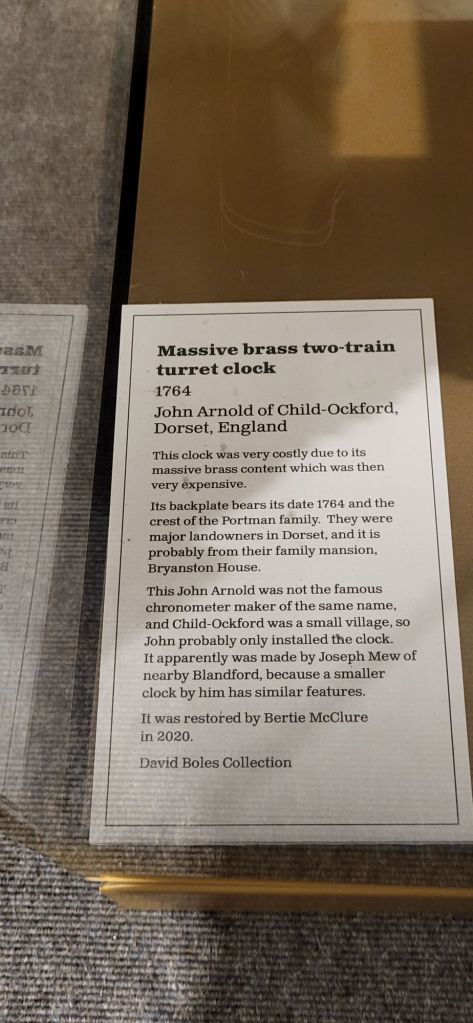 Massive brass two-train
turret clock
1764
John Arnold of Child-Ockford,
Dorset, England
This clock was very costly due to its
massive brass content which was then
very expensive.
Its backplate bears its date 1764 and the
crest of the Portman family. They were
major landowners in Dorset, and it is
probably from their family mansion,
Bryanston House.
This John Arnold was not the famous
chronometer maker of the same name,
and Child-Ockford was a small village, so
John probably only installed the clock.
It apparently was made by Joseph Mew of
nearby Blandford, because a smaller
clock by him has similar features.
It was restored by Bertie McClure
in 2020.
David Boles Collection